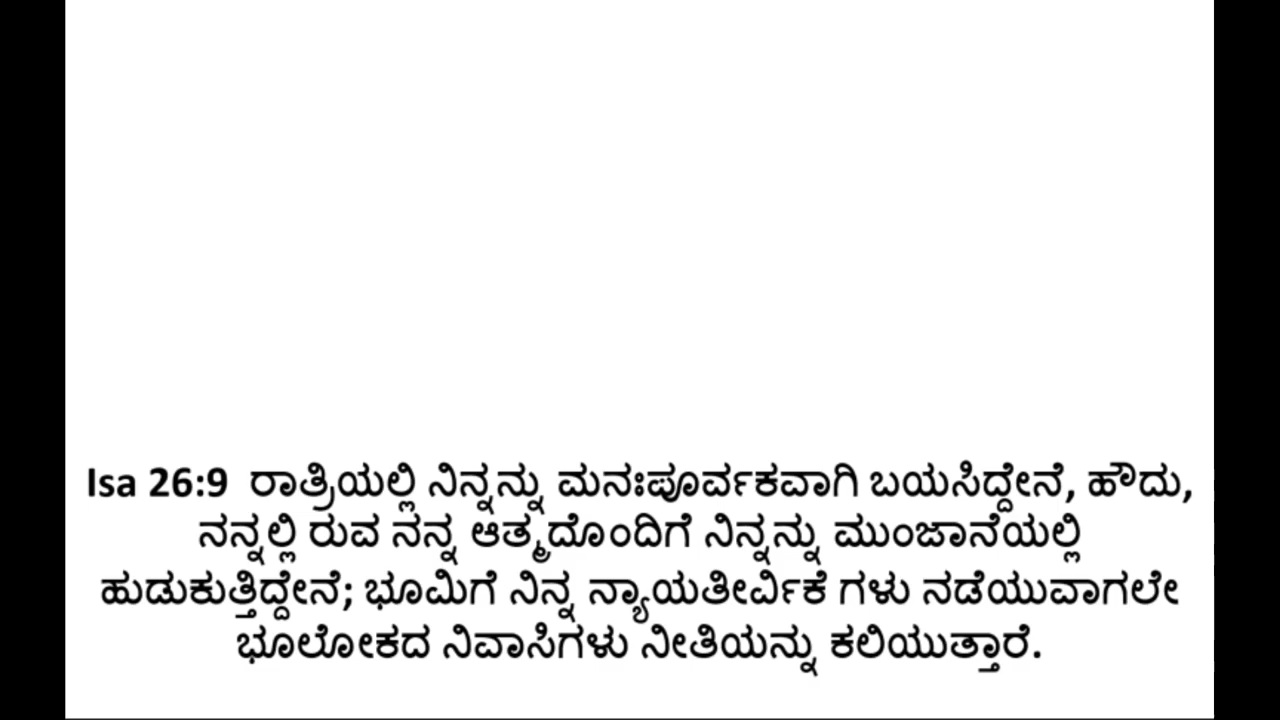 Isa 26:9 ರಾತ್ರಿಯಲ್ಲಿ ನಿನ್ನನ್ನು ಮನಃಪೂರ್ವಕವಾಗಿ ಬಯಸಿದ್ದೇನೆ, ಹೌದು,
ನನ್ನಲ್ಲಿ ರುವ ನನ್ನ ಆತ್ಮದೊಂದಿಗೆ ನಿನ್ನನ್ನು ಮುಂಜಾನೆಯಲ್ಲಿ
ಹುಡುಕುತ್ತಿದ್ದೇನೆ; ಭೂಮಿಗೆ ನಿನ್ನ ನ್ಯಾಯತೀರ್ವಿಕೆ ಗಳು ನಡೆಯುವಾಗಲೇ
ಭೂಲೋಕದ ನಿವಾಸಿಗಳು ನೀತಿಯನ್ನು ಕಲಿಯುತ್ತಾರೆ.